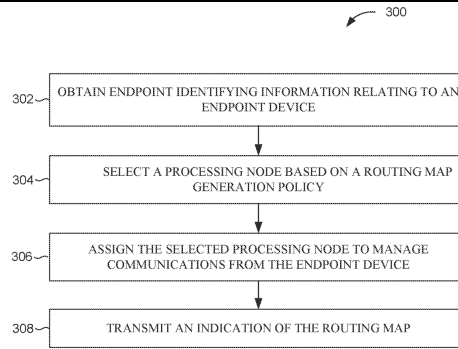 300
302
OBTAIN ENDPOINT IDENTIFYING INFORMATION RELATING TO AN
ENDPOINT DEVICE
304
SELECT A PROCESSING NODE BASED ON A ROUTING MAP
GENERATION POLICY
306
ASSIGN THE SELECTED PROCESSING NODE TO MANAGE
COMMUNICATIONS FROM THE ENDPOINT DEVICE
308
TRANSMIT AN INDICATION OF THE ROUTING MAP